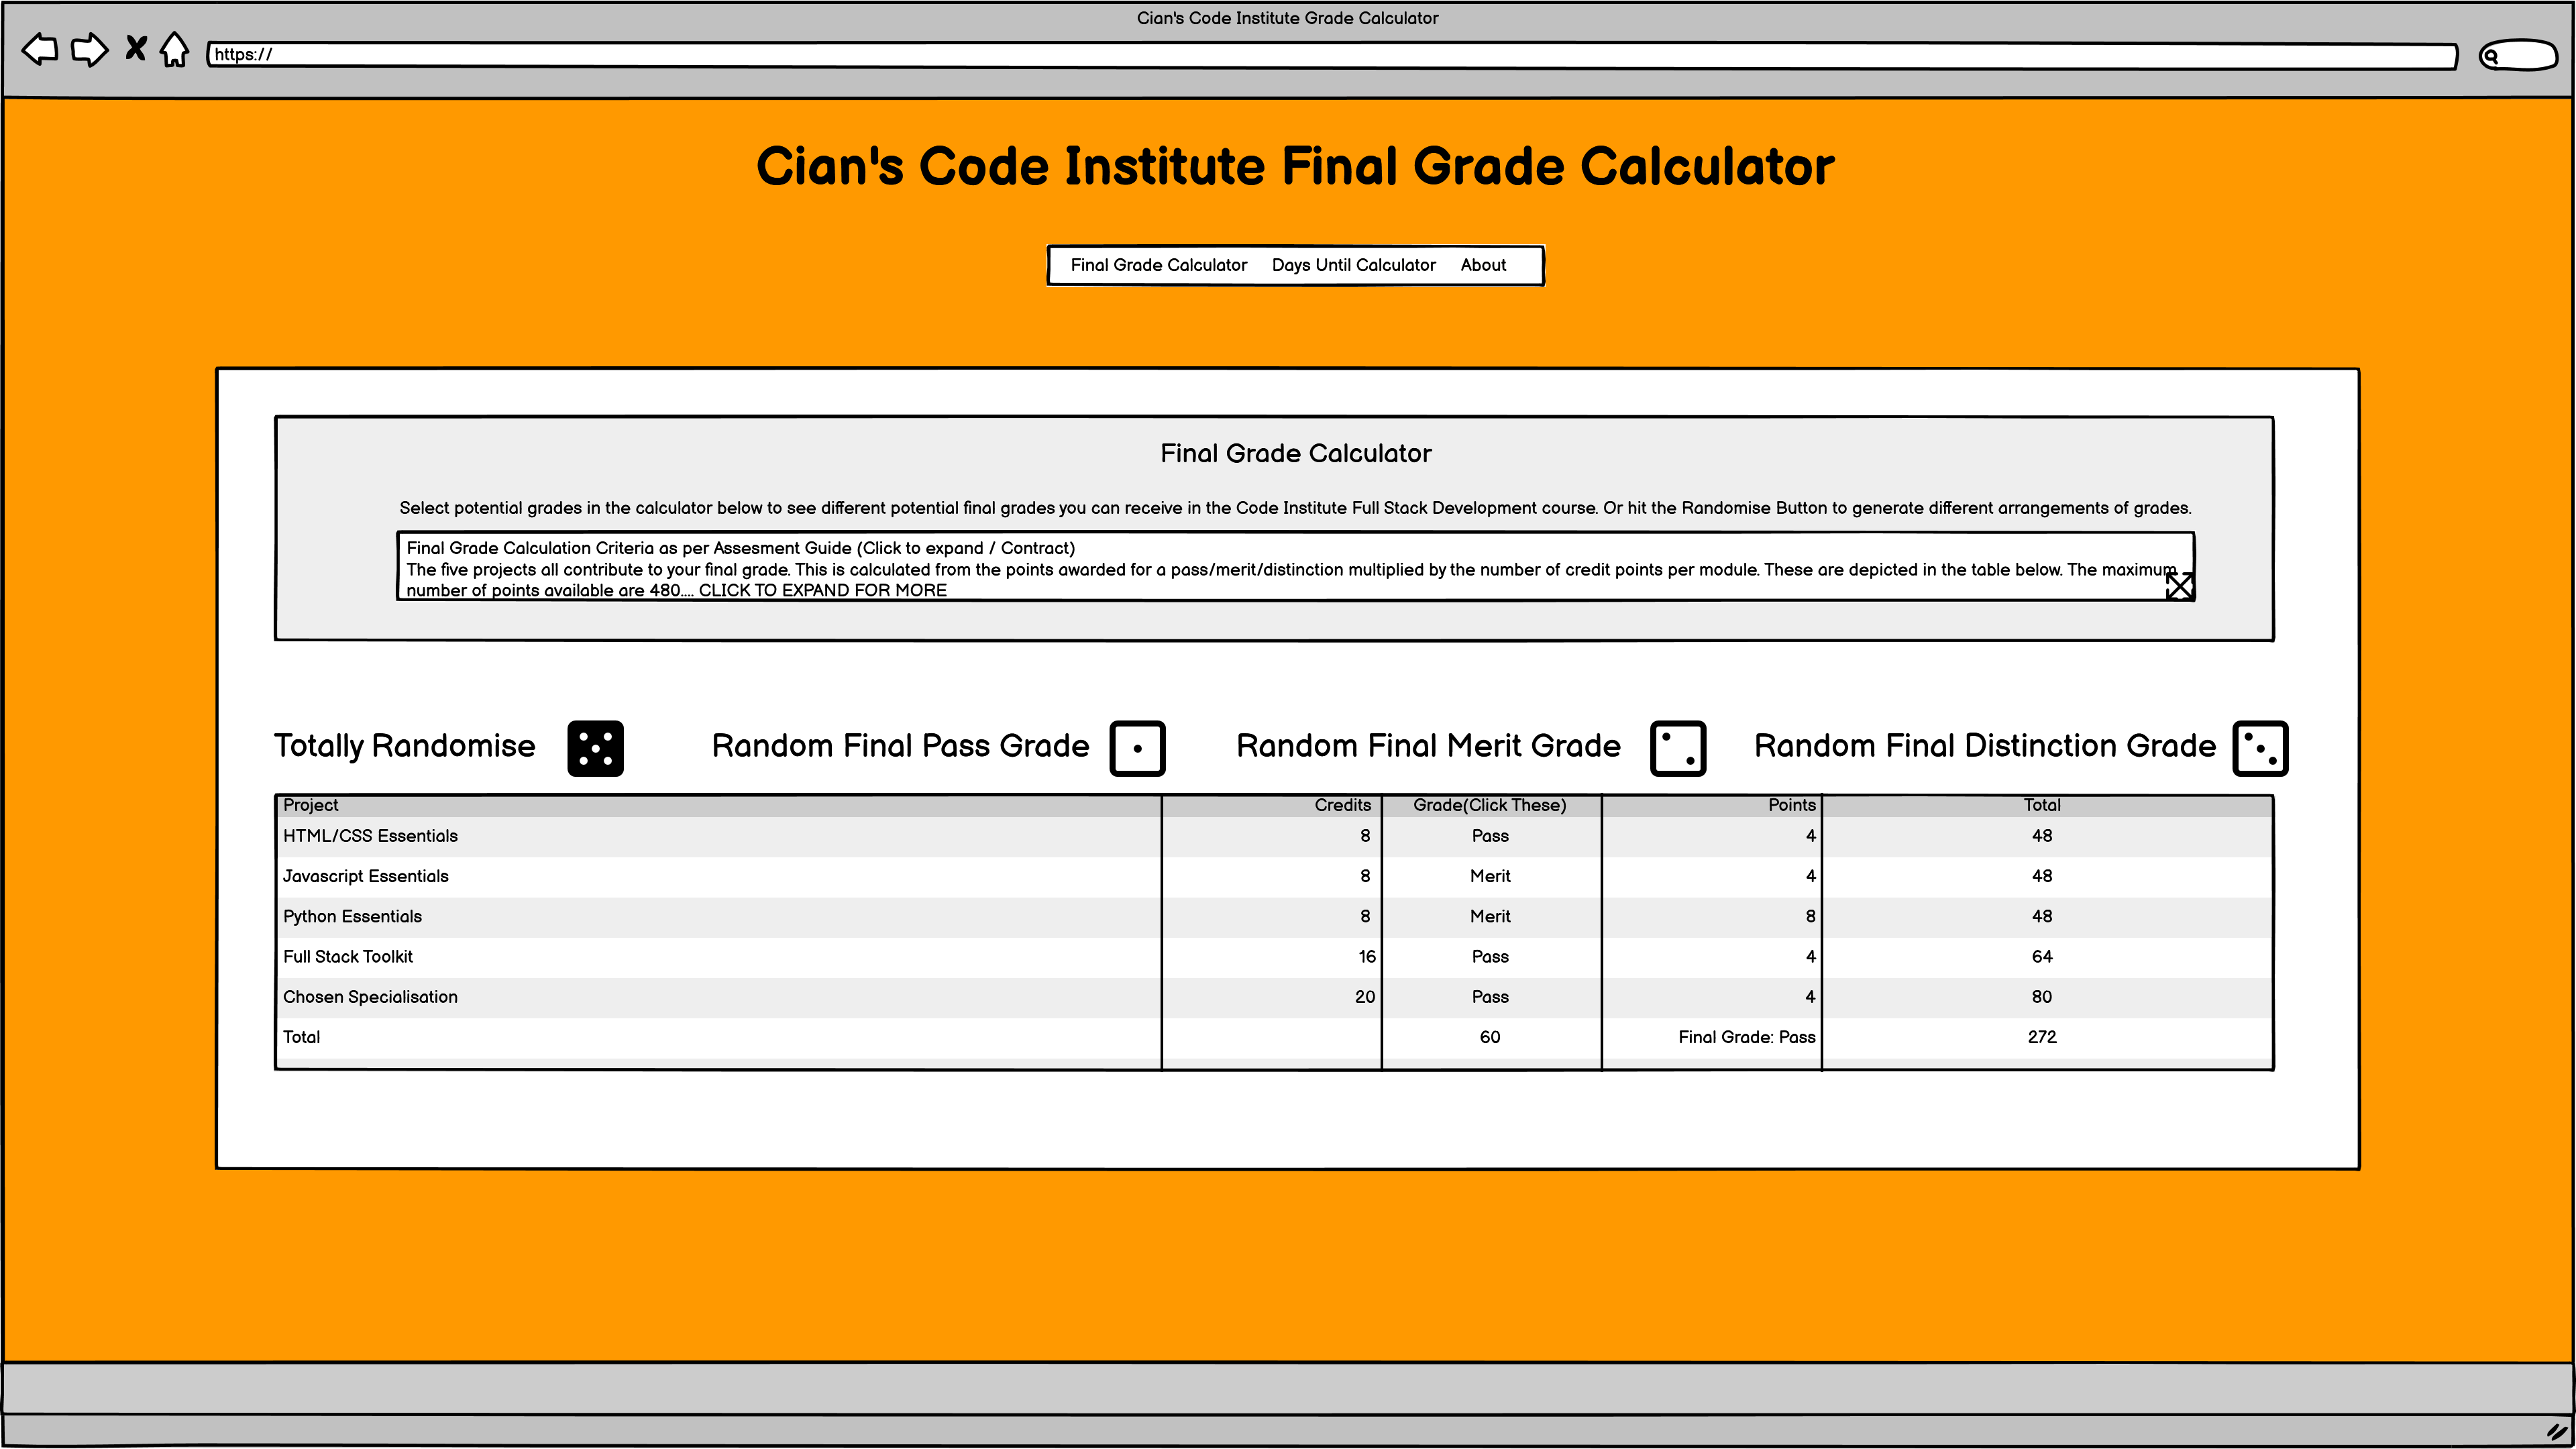 Cian's Code Institute Grade Calculator
https://
Cian's Code Institute Final Grade Calculator
Final Grade Calculator Days Until Calculator About
Final Grade Calculator
Select potential grades in the calculator below to see different potential final grades you can receive in the Code Institute Full Stack Development course. Or hit the Randomise Button to generate different arrangements of grades.
Final Grade Calculation Criteria as per Assesment Guide (Click to expand / Contract)
The five projects all contribute to your final grade. This is calculated from the points awarded for a pass/merit/distinction multiplied by the number of credit points per module. These are depicted in the table below. The maximum
number of points available are 480.... CLICK TO EXPAND FOR MORE
Totally Randomise Random Final Pass Grade Random Final Merit Grade Random Final Distinction Grade
Project Credits Grade(Click These) Points Total
HTML/CSS Essentials 8 Pass 4 48
Javascript Essentials 8 Merit 4 48
Python Essentials 8 Merit 8 48
Full Stack Toolkit 16 Pass 4 64
Chosen Specialisation 20 Pass 4 80
Total 60 Final Grade: Pass 272